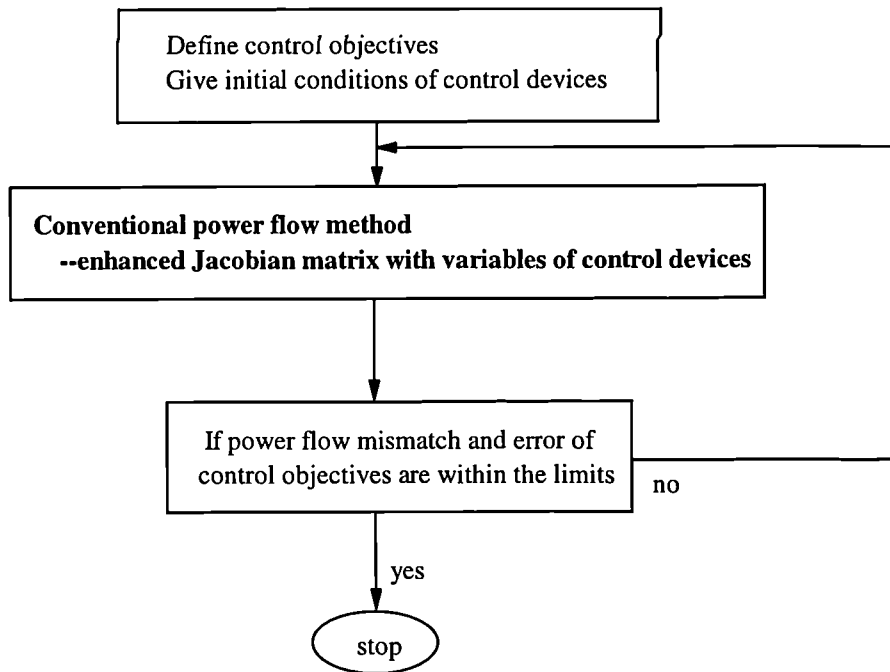 Define control objectives
Give initial conditions of control devices
Conventional power flow method
--enhanced Jacobian matrix with variables of control devices
If power flow mismatch and error of
control objectives are within the limits
no
yes
stop